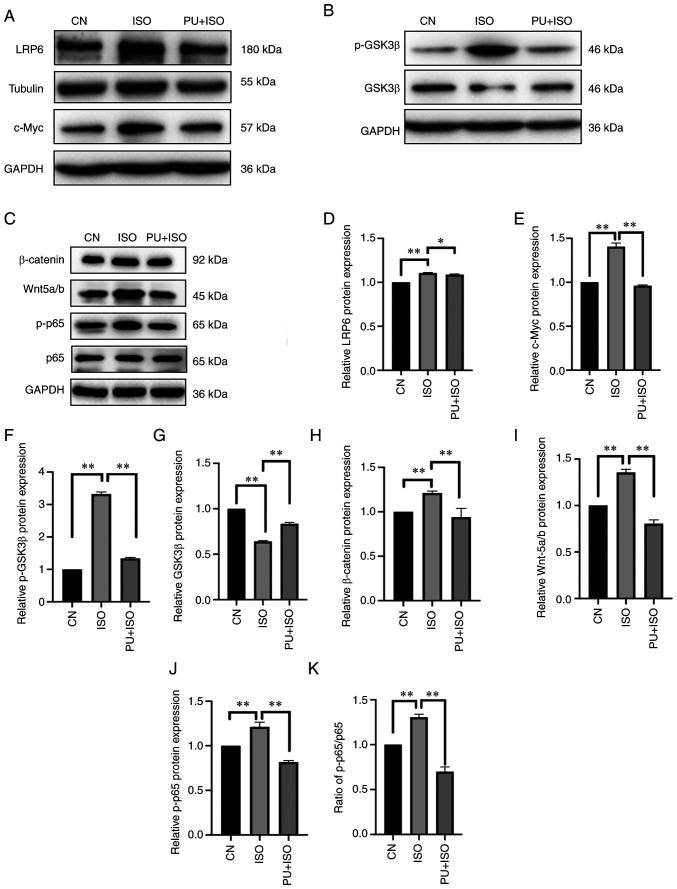 A
CN ISO PU+ISO
LRP6 180 kDa
Tubulin 55 kDa
c-Myc 57 kDa
GAPDH 36 kDa
B
CN ISO PU+ISO
p-GSK3β 46 kDa
GSK3β 46 kDa
GAPDH 36 kDa
C
CN ISO PU+ISO
β-catenin 92 kDa
Wnt5a/b 45 kDa
p-p65 65 kDa
p65 65 kDa
GAPDH 36 kDa
D
Relative LRP6 protein expression
1.5
1.0
0.5
0.0
** *
CN ISO PU+ISO
E
Relative c-Myc protein expression
1.5
1.0
0.5
0.0
** **
CN ISO PU+ISO
F
Relative p-GSK3β protein expression
4
3
2
1
0
** **
CN ISO PU+ISO
G
Relative GSK3β protein expression
1.5
1.0
0.5
0.0
** **
CN ISO PU+ISO
H
Relative β-catenin protein expression
1.5
1.0
0.5
0.0
** **
CN ISO PU+ISO
I
Relative Wnt-5a/b protein expression
1.5
1.0
0.5
0.0
** **
CN ISO PU+ISO
J
Relative p-p65 protein expression
1.5
1.0
0.5
0.0
** **
CN ISO PU+ISO
K
Ratio of p-p65/p65
1.5
1.0
0.5
0.0
** **
CN ISO PU+ISO